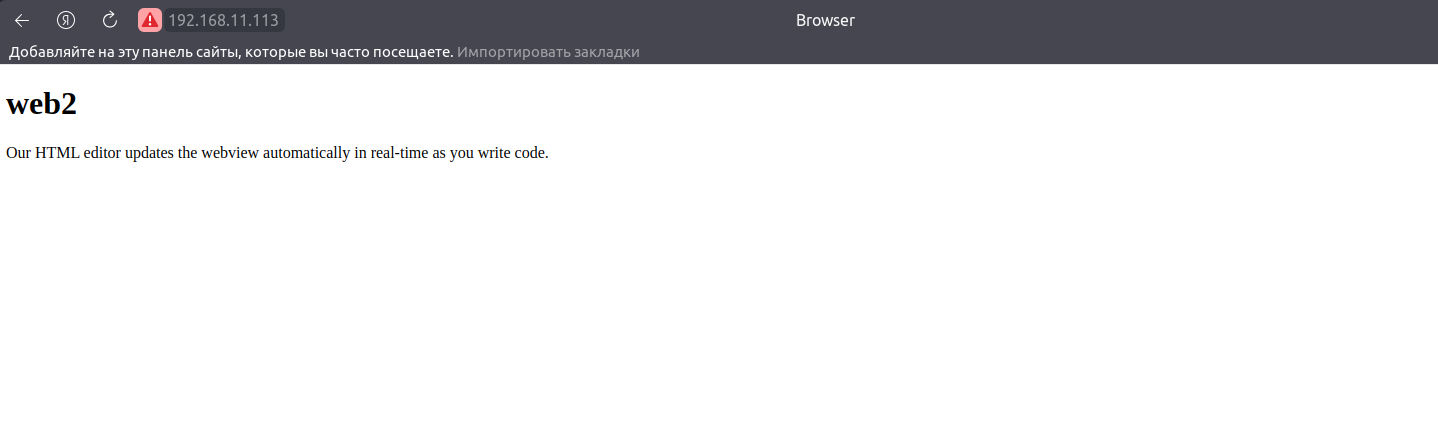 Я 192.168.11.113 Browser
Добавляйте на эту панель сайты, которые вы часто посещаете. Импортировать закладки
web2
Our HTML editor updates the webview automatically in real-time as you write code.